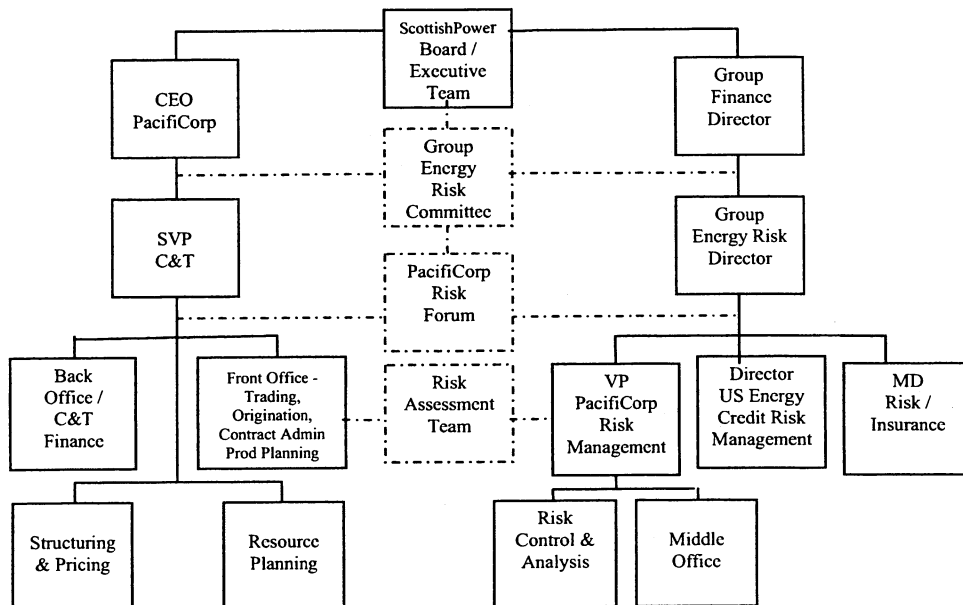 ScottishPower
Board /
Executive
Team
CEO
PacifiCorp
Group
Finance
Director
Group
Energy
Risk
Committee
SVP
C&T
Group
Energy Risk
Director
PacifiCorp
Risk
Forum
Back
Office /
C&T
Finance
Front Office -
Trading,
Origination,
Contract Admin
Prod Planning
Risk
Assessment
Team
VP
PacifiCorp
Risk
Management
Director
US Energy
Credit Risk
Management
MD
Risk /
Insurance
Structuring
& Pricing
Resource
Planning
Risk
Control &
Analysis
Middle
Office